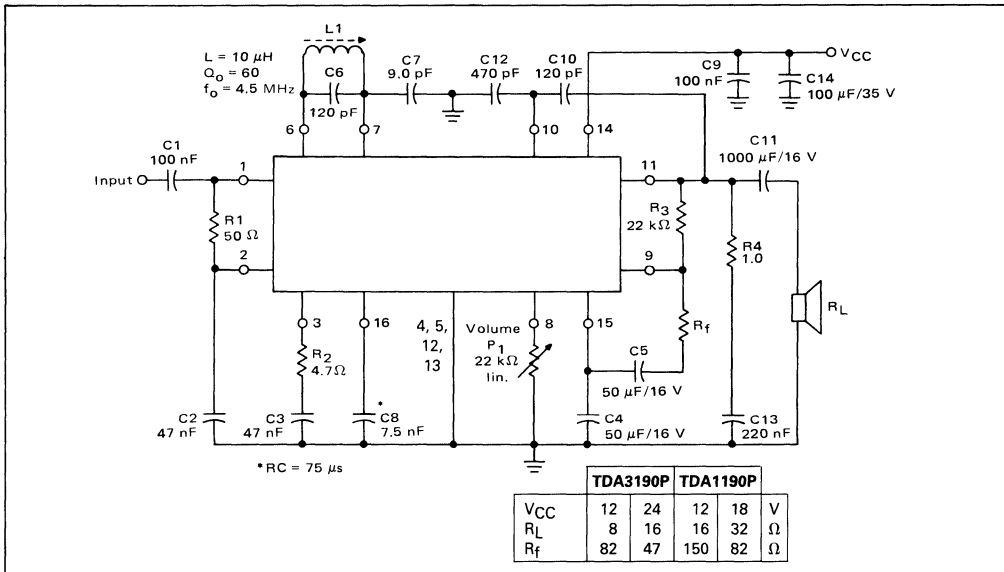 L1
L = 10 μH
Qo = 60
fo = 4.5 MHz
C6
120 pF
C7
9.0 pF
C12
470 pF
C10
120 pF
C9
100 nF
VCC
C14
100 μF/35 V
6
7
10
14
C1
100 nF
Input
1
11
C11
1000 μF/16 V
R1
50 Ω
R3
22 kΩ
R4
1.0
2
9
RL
3
16
4, 5,
12,
13
Volume
P1
22 kΩ
lin.
8
15
Rf
R2
4.7Ω
C5
50 μF/16 V
C2
47 nF
C3
47 nF
*
C8
7.5 nF
C4
50 μF/16 V
C13
220 nF
*RC = 75 μs
TDA3190P TDA1190P
VCC 12 24 12 18 V
RL 8 16 16 32 Ω
Rf 82 47 150 82 Ω